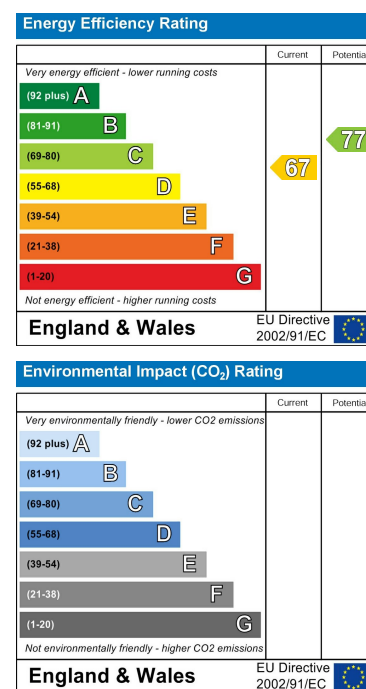 Energy Efficiency Rating
Current Potentia
Very energy efficient - lower running costs
(92 plus) A
(81-91) B
77
(69-80) C
67
(55-68) D
(39-54) E
(21-38) F
(1-20) G
Not energy efficient - higher running costs
England & Wales
EU Directive
2002/91/EC
Environmental Impact (CO₂) Rating
Current Potentia
Very environmentally friendly - lower CO2 emissions
(92 plus) A
(81-91) B
(69-80) C
(55-68) D
(39-54) E
(21-38) F
(1-20) G
Not environmentally friendly - higher CO2 emissions
England & Wales
EU Directive
2002/91/EC